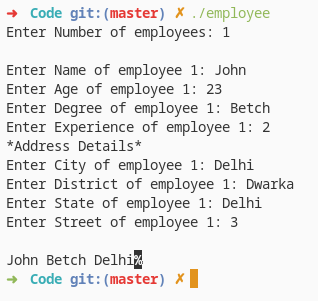 ➜ Code git:(master) ✗ ./employee
Enter Number of employees: 1

Enter Name of employee 1: John
Enter Age of employee 1: 23
Enter Degree of employee 1: Betch
Enter Experience of employee 1: 2
*Address Details*
Enter City of employee 1: Delhi
Enter District of employee 1: Dwarka
Enter State of employee 1: Delhi
Enter Street of employee 1: 3

John Betch Delhi%
➜ Code git:(master) ✗